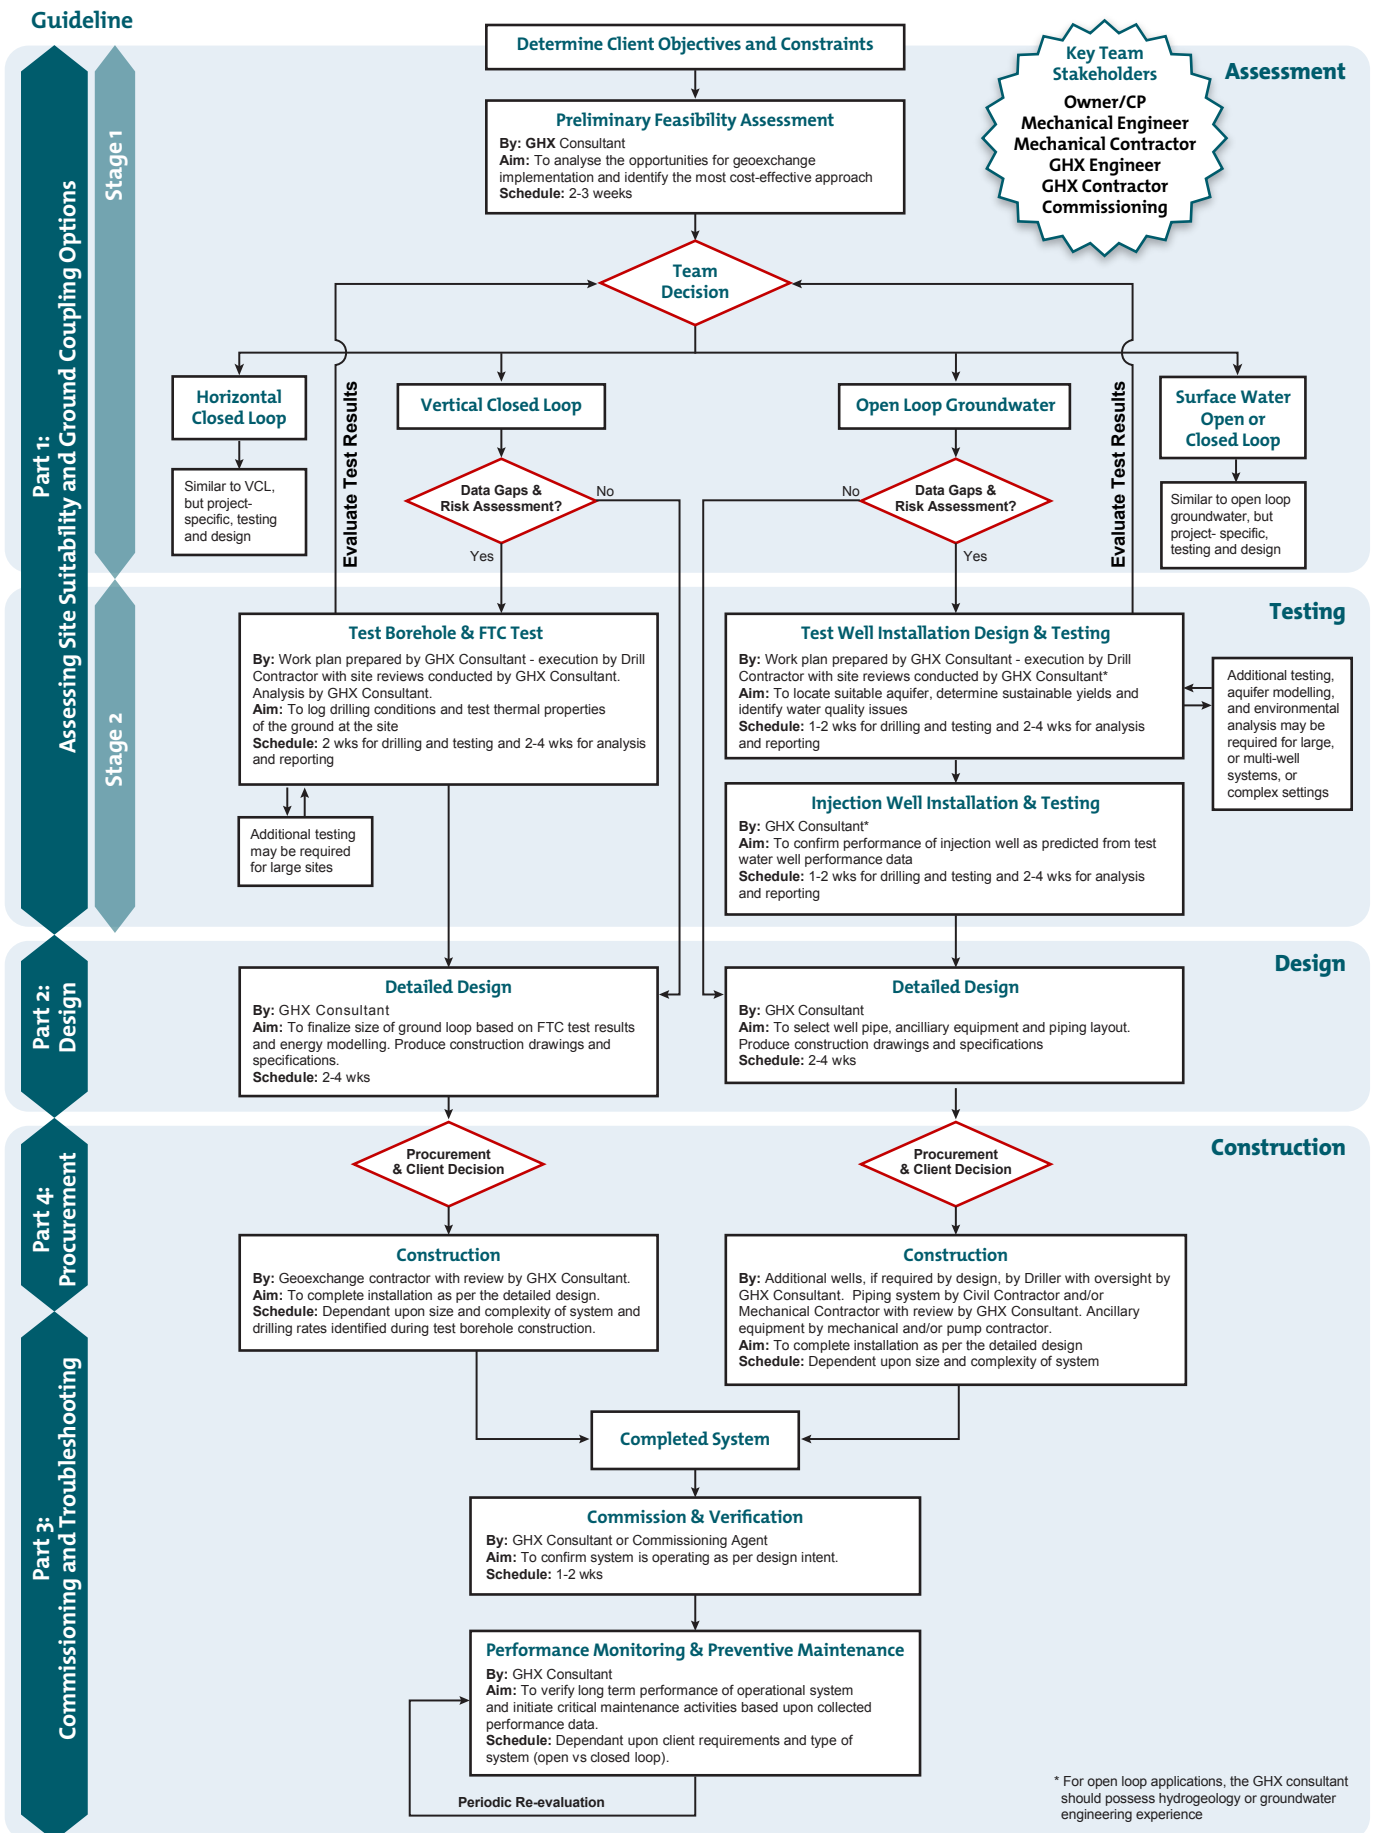 Guideline
Determine Client Objectives and Constraints
Key Team
Stakeholders
Owner/CP
Mechanical Engineer
Mechanical Contractor
GHX Engineer
GHX Contractor
Commissioning
Assessment
Part 1:
Assessing Site Suitability and Ground Coupling Options
Stage 1
Preliminary Feasibility Assessment
By: GHX Consultant
Aim: To analyse the opportunities for geoexchange
implementation and identify the most cost-effective approach
Schedule: 2-3 weeks
Team
Decision
Horizontal
Closed Loop
Similar to VCL,
but project-
specific, testing
and design
Evaluate Test Results
Vertical Closed Loop
Data Gaps &
Risk Assessment?
No
Yes
Open Loop Groundwater
Data Gaps &
Risk Assessment?
No
Yes
Evaluate Test Results
Surface Water
Open or
Closed Loop
Similar to open loop
groundwater, but
project- specific,
testing and design
Testing
Stage 2
Test Borehole & FTC Test
By: Work plan prepared by GHX Consultant - execution by Drill
Contractor with site reviews conducted by GHX Consultant.
Analysis by GHX Consultant.
Aim: To log drilling conditions and test thermal properties
of the ground at the site
Schedule: 2 wks for drilling and testing and 2-4 wks for analysis
and reporting
Additional testing
may be required
for large sites
Test Well Installation Design & Testing
By: Work plan prepared by GHX Consultant - execution by Drill
Contractor with site reviews conducted by GHX Consultant*
Aim: To locate suitable aquifer, determine sustainable yields and
identify water quality issues
Schedule: 1-2 wks for drilling and testing and 2-4 wks for analysis
and reporting
Additional testing,
aquifer modelling,
and environmental
analysis may be
required for large,
or multi-well
systems, or
complex settings
Injection Well Installation & Testing
By: GHX Consultant*
Aim: To confirm performance of injection well as predicted from test
water well performance data
Schedule: 1-2 wks for drilling and testing and 2-4 wks for analysis
and reporting
Design
Part 2:
Design
Detailed Design
By: GHX Consultant
Aim: To finalize size of ground loop based on FTC test results
and energy modelling. Produce construction drawings and
specifications.
Schedule: 2-4 wks
Detailed Design
By: GHX Consultant
Aim: To select well pipe, ancilliary equipment and piping layout.
Produce construction drawings and specifications
Schedule: 2-4 wks
Construction
Part 4:
Procurement
Procurement
& Client Decision
Procurement
& Client Decision
Construction
By: Geoexchange contractor with review by GHX Consultant.
Aim: To complete installation as per the detailed design.
Schedule: Dependant upon size and complexity of system and
drilling rates identified during test borehole construction.
Construction
By: Additional wells, if required by design, by Driller with oversight by
GHX Consultant. Piping system by Civil Contractor and/or
Mechanical Contractor with review by GHX Consultant. Ancillary
equipment by mechanical and/or pump contractor.
Aim: To complete installation as per the detailed design
Schedule: Dependent upon size and complexity of system
Part 3:
Commissioning and Troubleshooting
Completed System
Commission & Verification
By: GHX Consultant or Commissioning Agent
Aim: To confirm system is operating as per design intent.
Schedule: 1-2 wks
Performance Monitoring & Preventive Maintenance
By: GHX Consultant
Aim: To verify long term performance of operational system
and initiate critical maintenance activities based upon collected
performance data.
Schedule: Dependant upon client requirements and type of
system (open vs closed loop).
Periodic Re-evaluation
* For open loop applications, the GHX consultant
should possess hydrogeology or groundwater
engineering experience